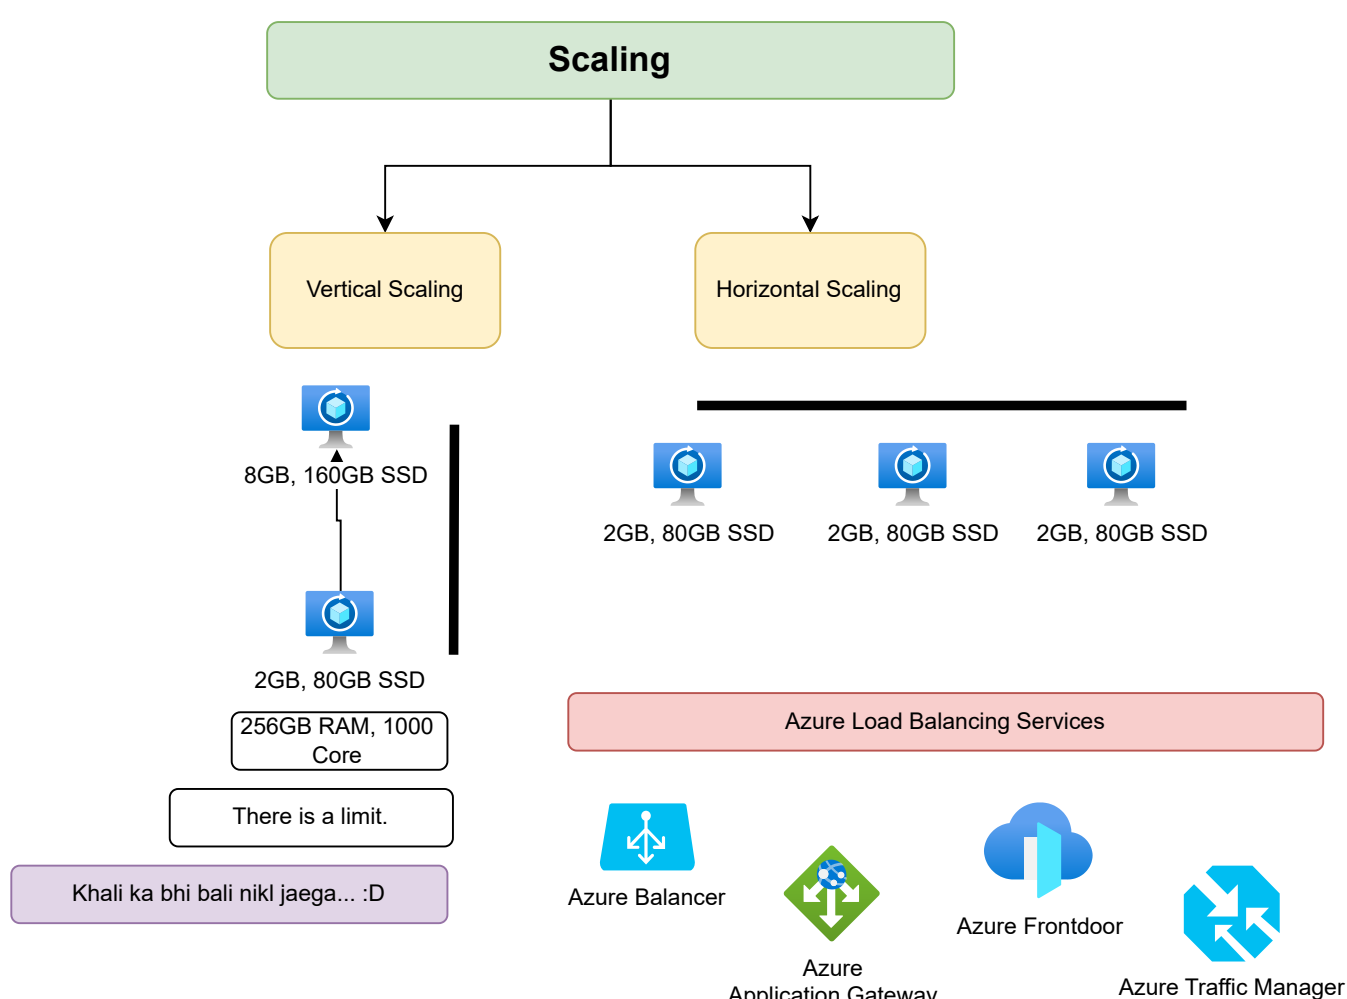 Scaling
Vertical Scaling
Horizontal Scaling
8GB, 160GB SSD
2GB, 80GB SSD
2GB, 80GB SSD
2GB, 80GB SSD
2GB, 80GB SSD
256GB RAM, 1000
Core
There is a limit.
Khali ka bhi bali nikl jaega... :D
Azure Load Balancing Services
Azure Balancer
Azure
Application Gateway
Azure Frontdoor
Azure Traffic Manager